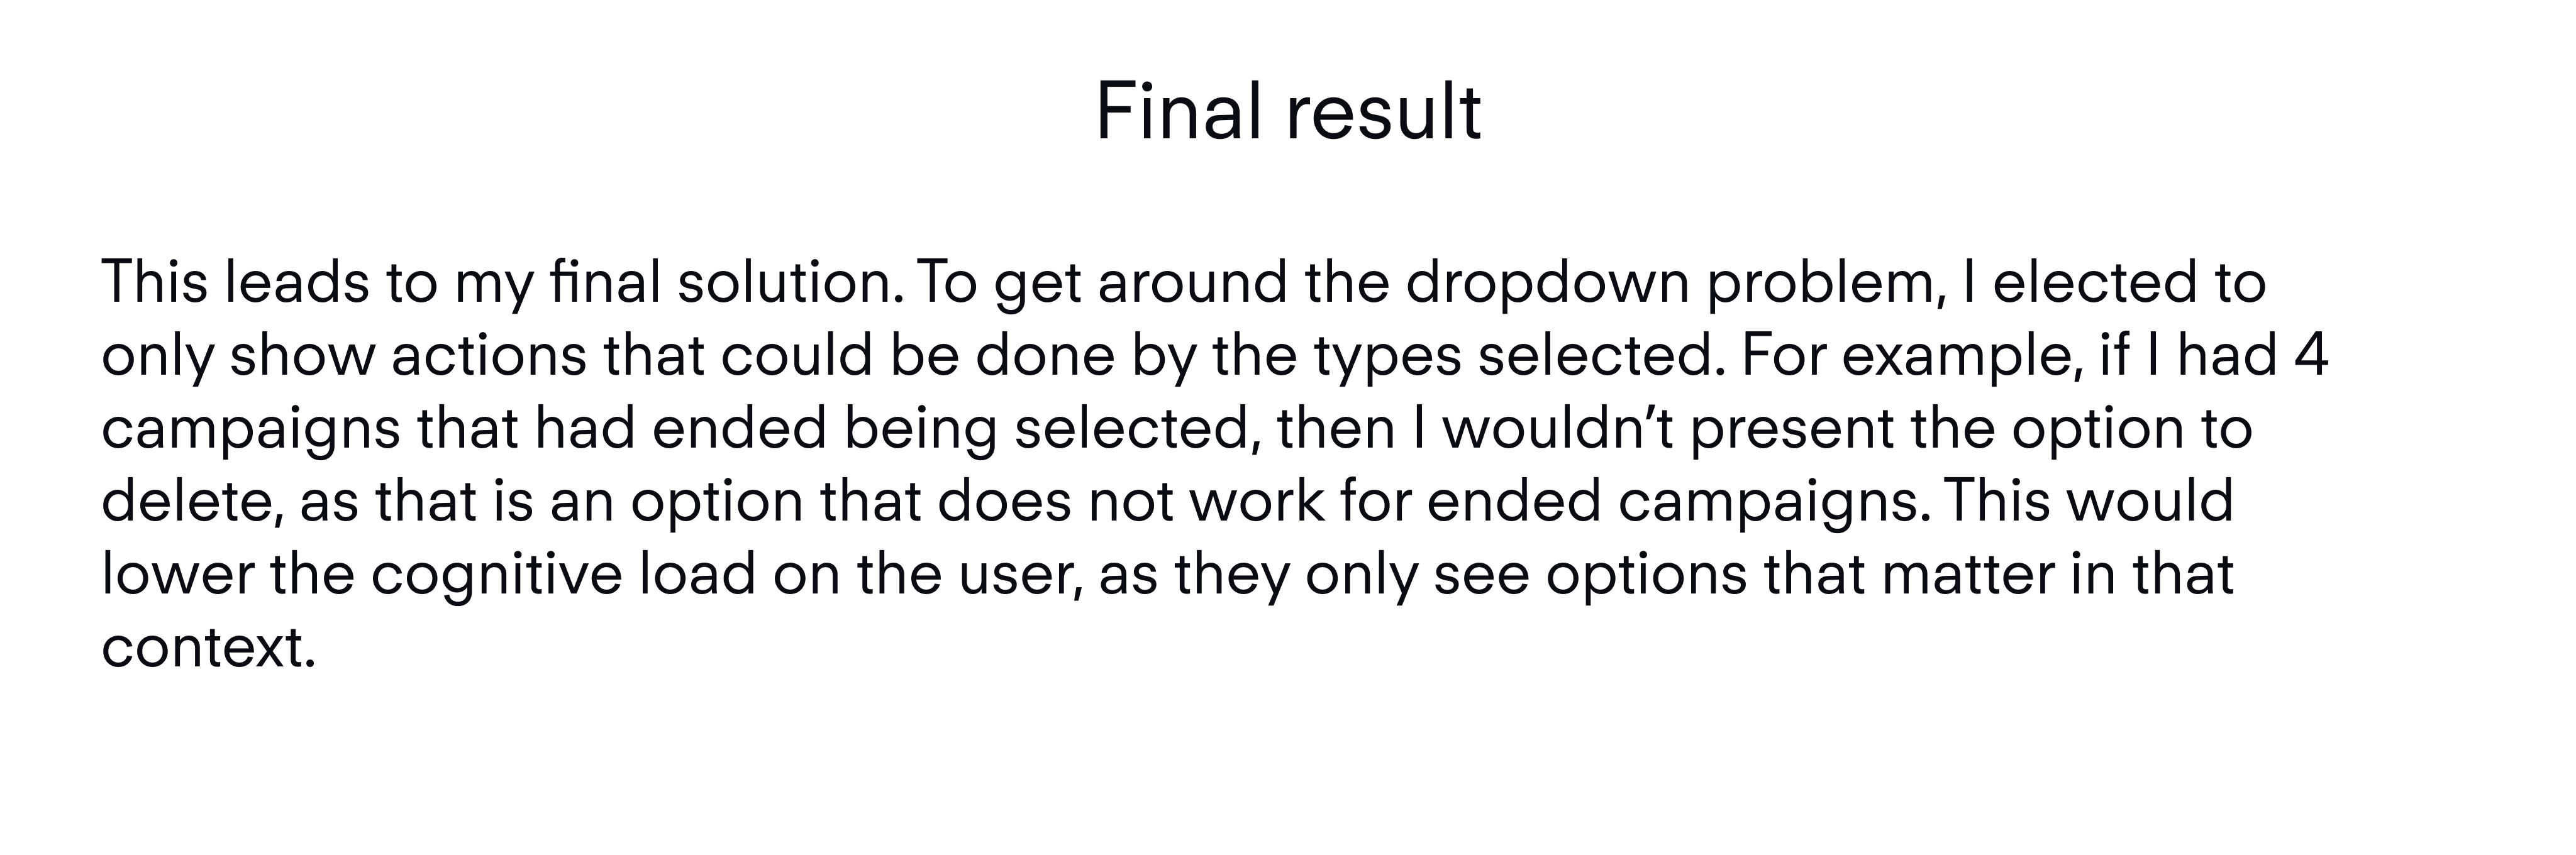 Final result
This leads to my final solution. To get around the dropdown problem, I elected to
only show actions that could be done by the types selected. For example, if I had 4
campaigns that had ended being selected, then I wouldn’t present the option to
delete, as that is an option that does not work for ended campaigns. This would
lower the cognitive load on the user, as they only see options that matter in that
context.